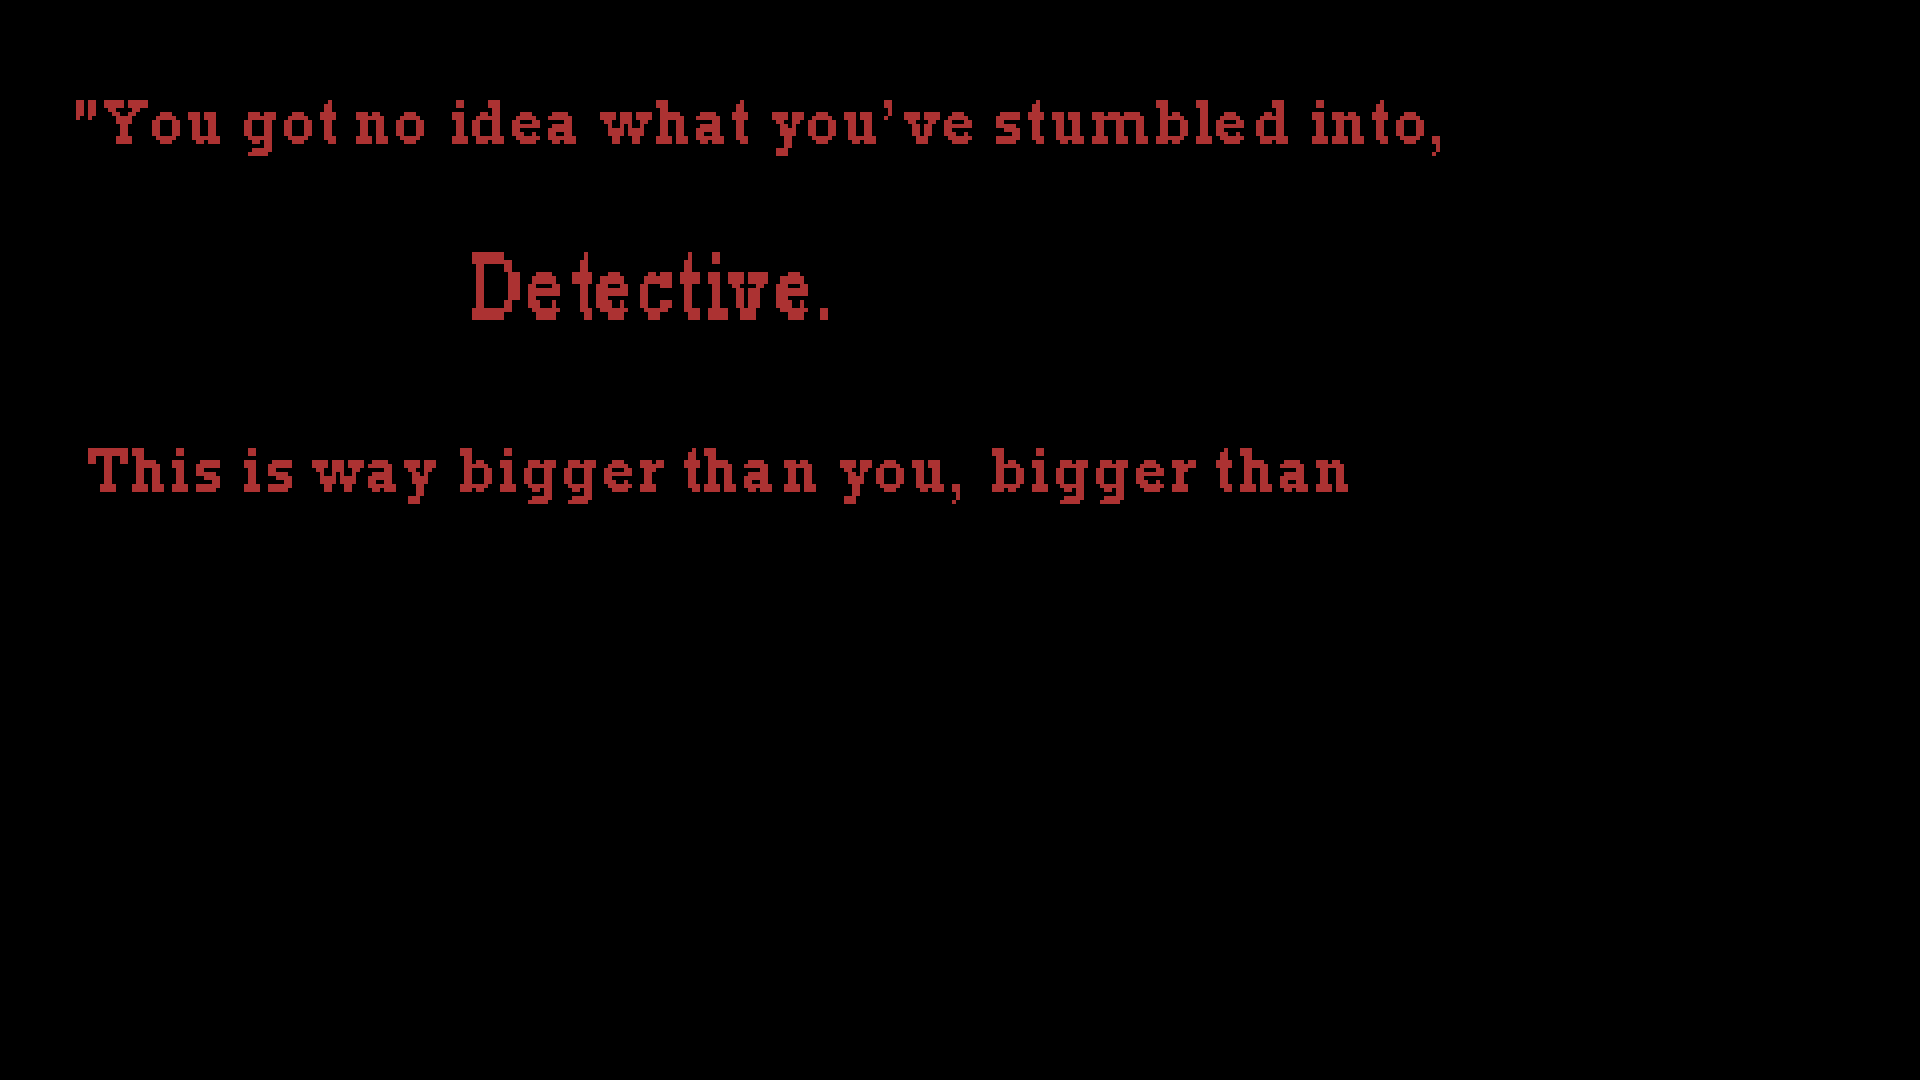 "You got no idea what you've stumbled into,
Detective.
This is way bigger than you, bigger than